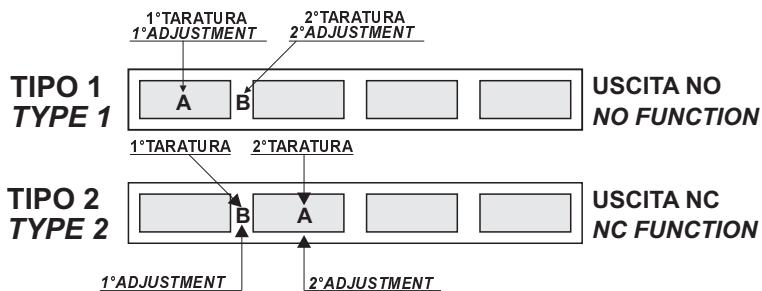 1°TARATURA
1°ADJUSTMENT
2°TARATURA
2°ADJUSTMENT
TIPO 1
TYPE 1
A
B
USCITA NO
NO FUNCTION
1°TARATURA
2°TARATURA
TIPO 2
TYPE 2
B
A
USCITA NC
NC FUNCTION
1°ADJUSTMENT
2°ADJUSTMENT